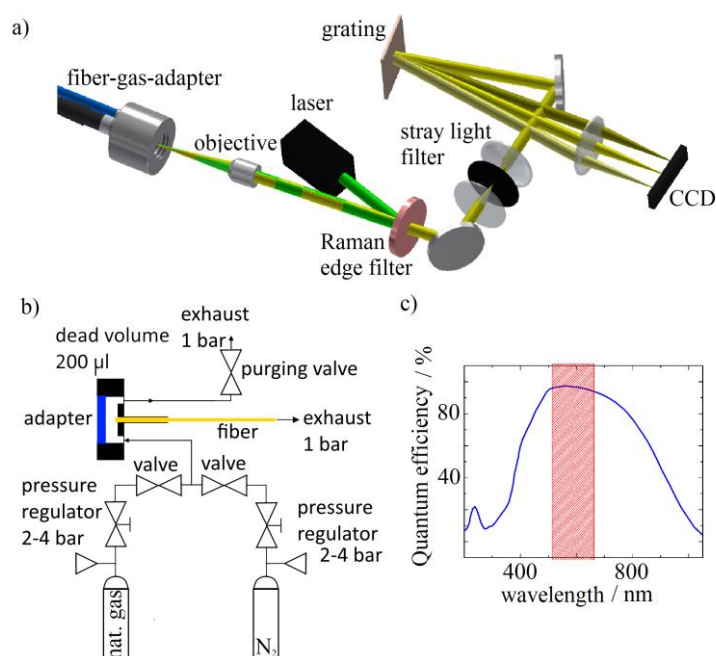 a)
grating
fiber-gas-adapter
laser
objective
stray light
filter
CCD
Raman
edge filter
b)
exhaust
1 bar
dead volume
200 µl
purging valve
adapter
fiber
exhaust
1 bar
valve
valve
pressure
regulator
2-4 bar
pressure
regulator
2-4 bar
nat. gas
N2
c)
Quantum efficiency / %
80
40
400
800
wavelength / nm